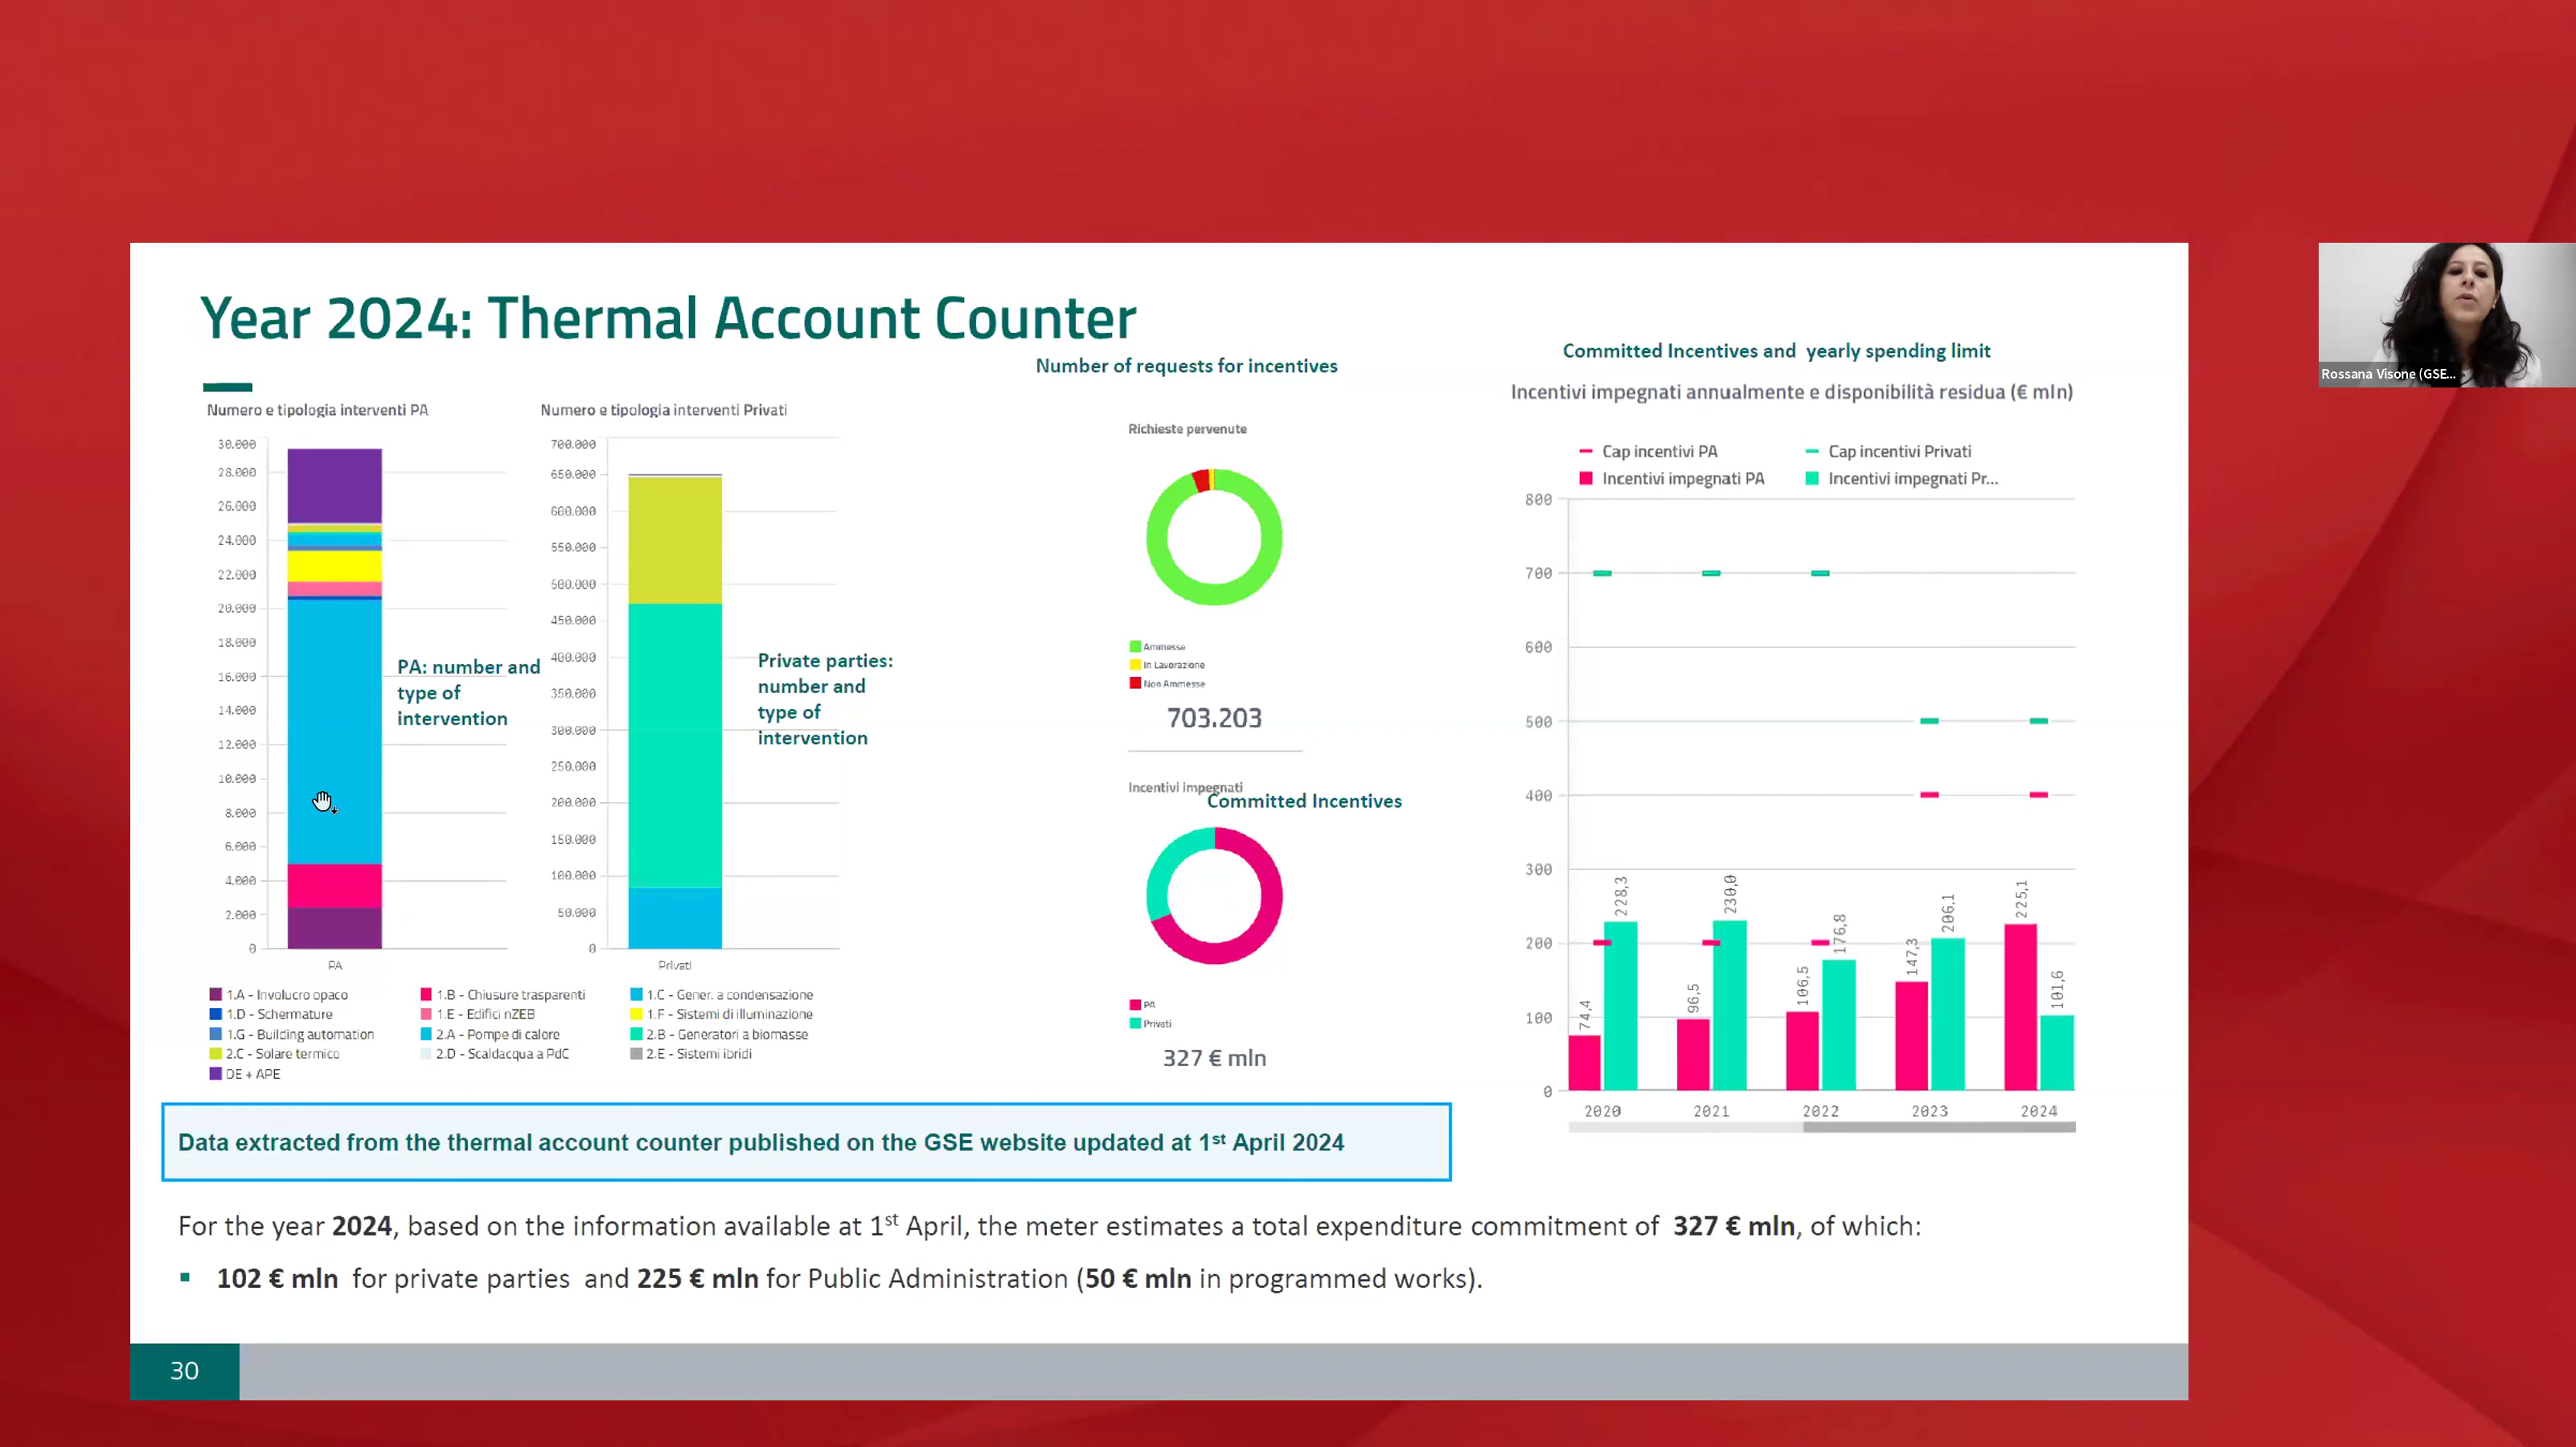 Year 2024: Thermal Account Counter
Numero e tipologia interventi PA
30.000
28.000
26.000
24.000
22.000
20.000
18.000
16.000
14.000
12.000
10.000
8.000
6.000
4.000
2.000
0
PA
PA: number and
type of
intervention
Numero e tipologia interventi Privati
700.000
650.000
600.000
550.000
500.000
450.000
400.000
350.000
300.000
250.000
200.000
150.000
100.000
50.000
0
Privati
Private parties:
number and
type of
intervention
1.A - Involucro opaco
1.B - Chiusure trasparenti
1.C - Gener. a condensazione
1.D - Schermature
1.E - Edifici nZEB
1.F - Sistemi di illuminazione
1.G - Building automation
2.A - Pompe di calore
2.B - Generatori a biomasse
2.C - Solare termico
2.D - Scaldacqua a PdC
2.E - Sistemi ibridi
DE + APE
Number of requests for incentives
Richieste pervenute
Ammesse
In Lavorazione
Non Ammesse
703.203
Incentivi impegnati
Committed Incentives
PA
Privati
327 € mln
Committed Incentives and yearly spending limit
Incentivi impegnati annualmente e disponibilità residua (€ mln)
Cap incentivi PA
Cap incentivi Privati
Incentivi impegnati PA
Incentivi impegnati Pr...
800
700
600
500
400
300
200
100
0
74,4
228,3
96,5
230,0
106,5
176,8
147,3
206,1
225,1
101,6
2020
2021
2022
2023
2024
Data extracted from the thermal account counter published on the GSE website updated at 1st April 2024
For the year 2024, based on the information available at 1st April, the meter estimates a total expenditure commitment of 327 € mln, of which:
▪ 102 € mln for private parties and 225 € mln for Public Administration (50 € mln in programmed works).
30
Rossana Visone (GSE...